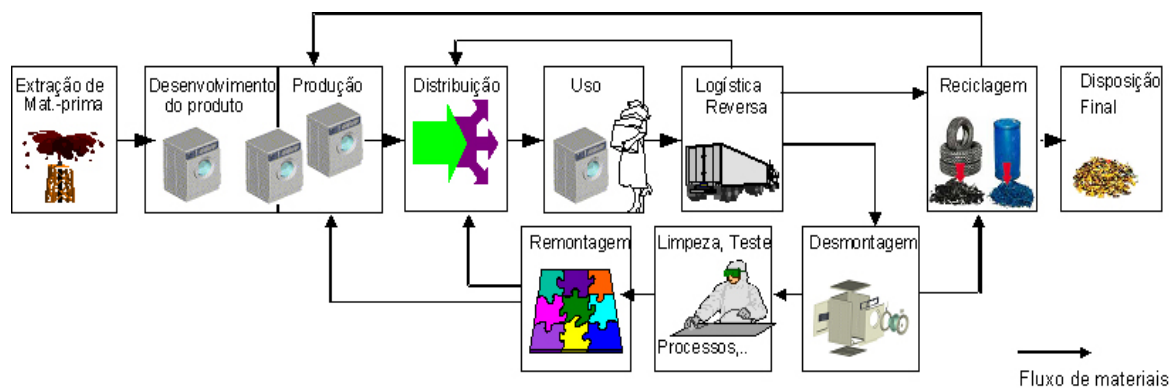 Extração de
Mat.-prima
Desenvolvimento
do produto
Produção
Distribuição
Uso
Logística
Reversa
Reciclagem
Disposição
Final
Remontagem
Limpeza, Teste
Processos,..
Desmontagem
Fluxo de materiais